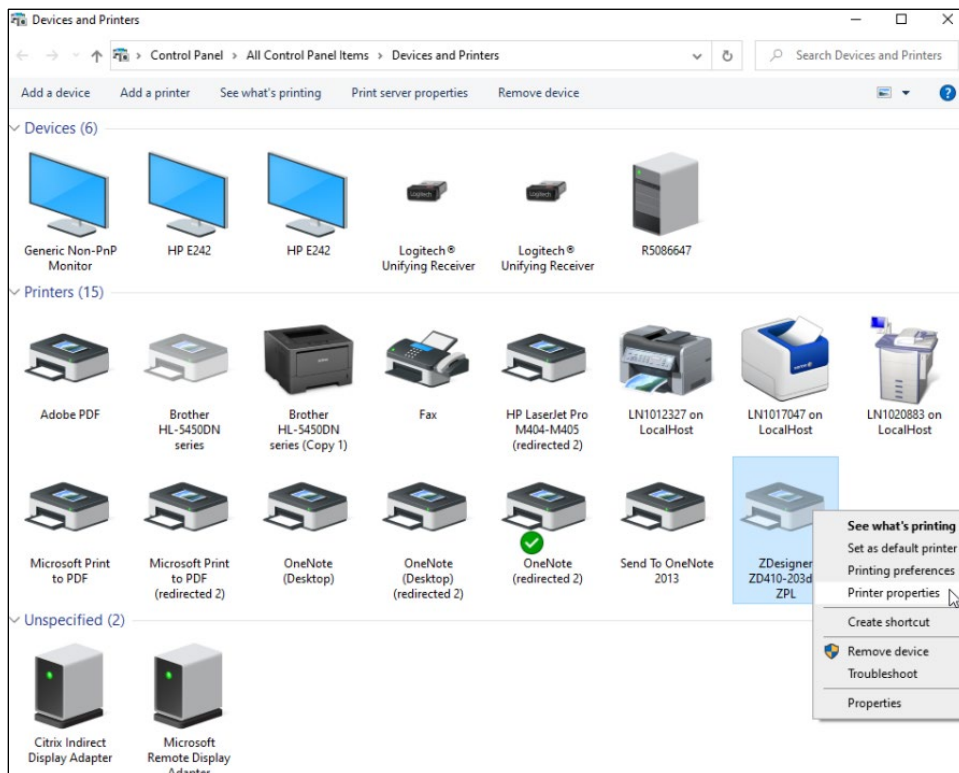 Devices and Printers
Control Panel > All Control Panel Items > Devices and Printers
Search Devices and Printers
Add a device
Add a printer
See what's printing
Print server properties
Remove device
Devices (6)
Generic Non-PnP
Monitor
HP E242
HP E242
Logitech®
Unifying Receiver
Logitech®
Unifying Receiver
R5086647
Printers (15)
Adobe PDF
Brother
HL-5450DN
series
Brother
HL-5450DN
series (Copy 1)
Fax
HP LaserJet Pro
M404-M405
(redirected 2)
LN1012327 on
LocalHost
LN1017047 on
LocalHost
LN1020883 on
LocalHost
Microsoft Print
to PDF
Microsoft Print
to PDF
(redirected 2)
OneNote
(Desktop)
OneNote
(Desktop)
(redirected 2)
OneNote
(redirected 2)
Send To OneNote
2013
ZDesigner
ZD410-203d
ZPL
See what's printing
Set as default printer
Printing preferences
Printer properties
Create shortcut
Remove device
Troubleshoot
Properties
Unspecified (2)
Citrix Indirect
Display Adapter
Microsoft
Remote Display
Adapter